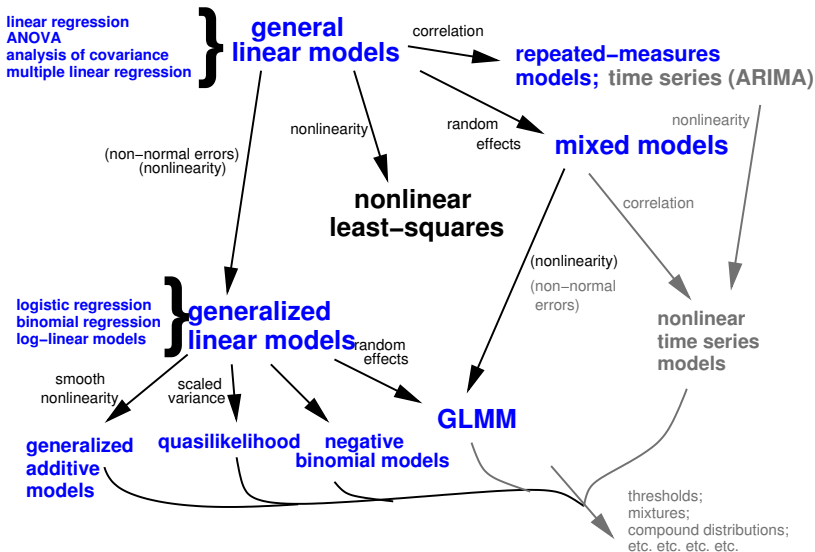 linear regression
ANOVA
analysis of covariance
multiple linear regression
}
general
linear models
correlation
repeated−measures
models; time series (ARIMA)
nonlinearity
random
effects
mixed models
nonlinearity
(non−normal errors)
(nonlinearity)
nonlinear
least−squares
correlation
(nonlinearity)
(non−normal
errors)
logistic regression
binomial regression
log−linear models
}
generalized
linear models
nonlinear
time series
models
random
effects
smooth
nonlinearity
scaled
variance
GLMM
generalized
additive
models
quasilikelihood
negative
binomial models
thresholds;
mixtures;
compound distributions;
etc. etc. etc. etc.